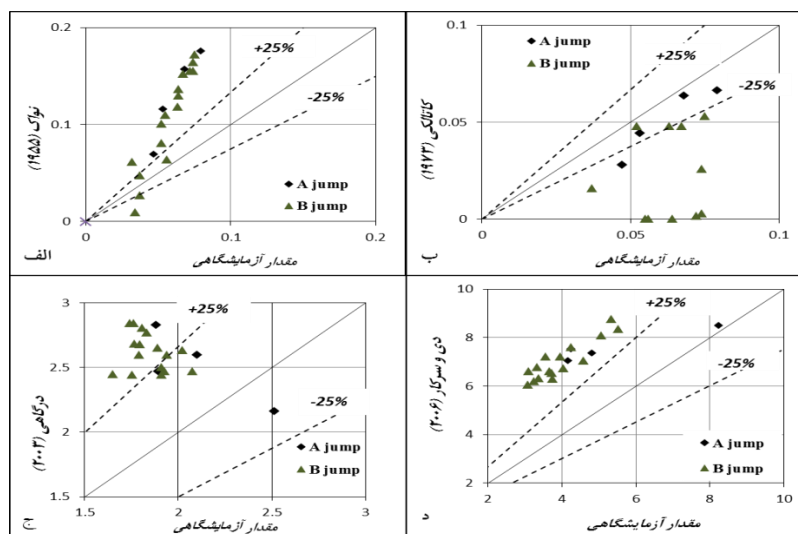 0.2
0.1
0
0
0.1
0.2
+25%
-25%
A jump
B jump
نواک (۱۹۵۵)
مقدار آزمایشگاهی
الف
0.1
0.05
0
0
0.05
0.1
A jump
B jump
+25%
-25%
(۱۹۷۳)
مقدار آزمایشگاهی
ب
3
2.5
2
1.5
1.5
2
2.5
3
+25%
-25%
A jump
B jump
درگاهی (۲۰۰۳)
مقدار آزمایشگاهی
10
8
6
4
2
2
4
6
8
10
+25%
-25%
A jump
B jump
دی و سرکار (۲۰۰۶)
مقدار آزمایشگاهی
د